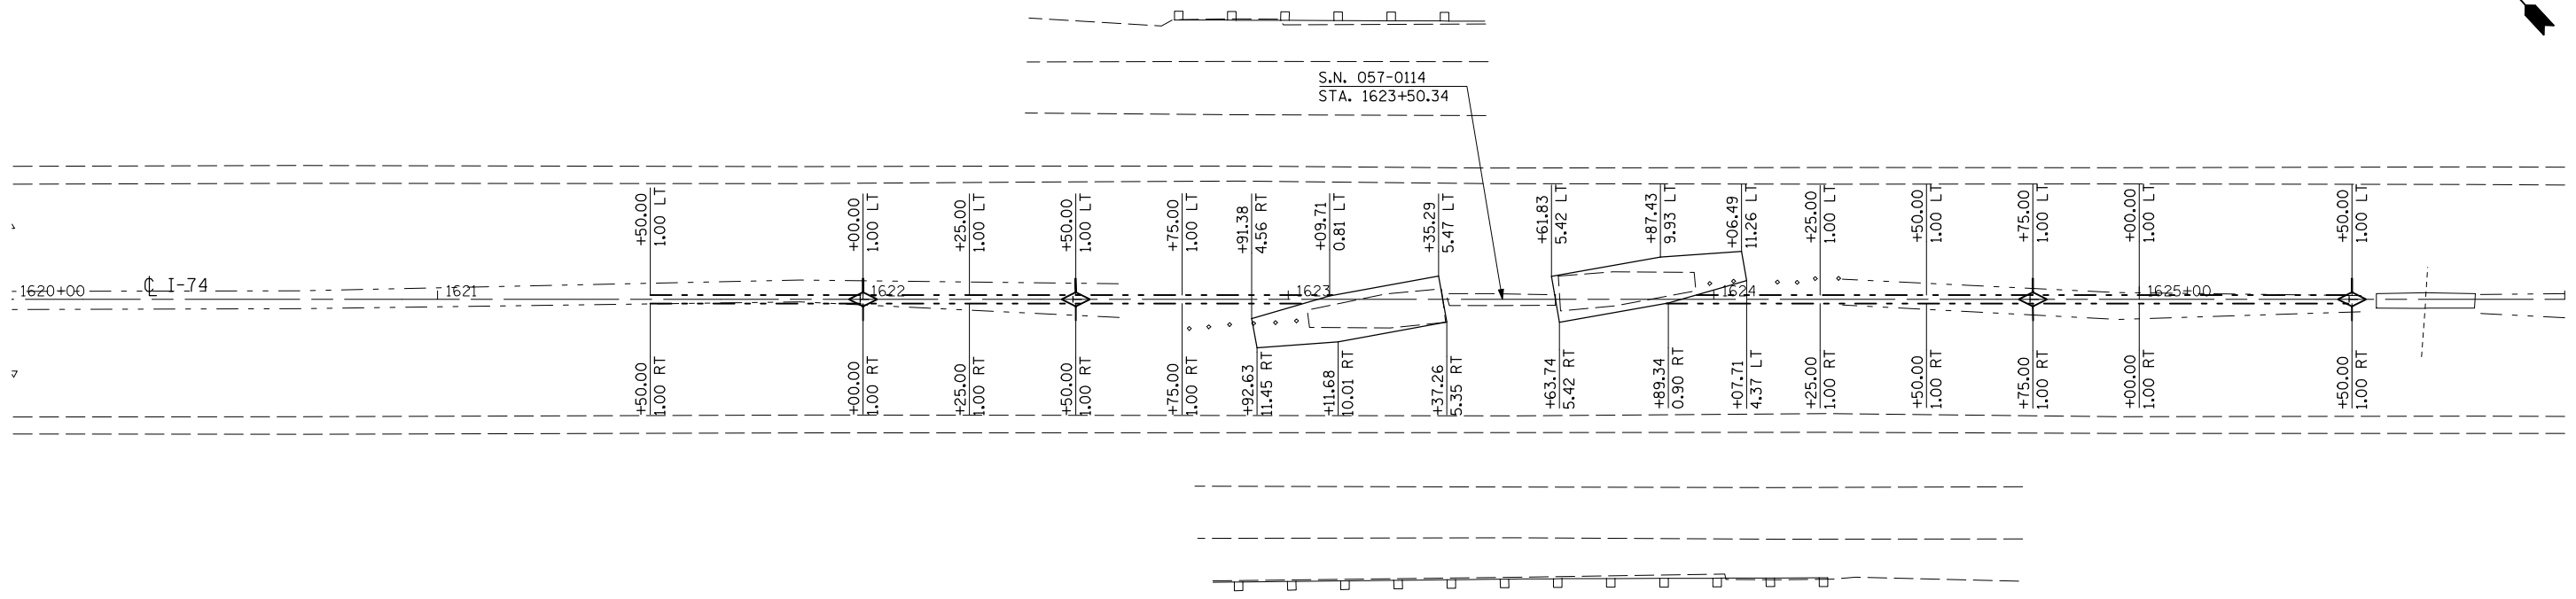 S.N. 057-0114
STA. 1623+50.34
+50.00
1.00 LT
+00.00
1.00 LT
+25.00
1.00 LT
+50.00
1.00 LT
+75.00
1.00 LT
+91.38
4.56 RT
+09.71
0.81 LT
+35.29
5.47 LT
+61.83
5.42 LT
+87.43
9.93 LT
+06.49
11.26 LT
+25.00
1.00 LT
+50.00
1.00 LT
+75.00
1.00 LT
+00.00
1.00 LT
+50.00
1.00 LT
1620+00
℄ I-74
1621
1622
1623
1624
1625+00
+50.00
1.00 RT
+00.00
1.00 RT
+25.00
1.00 RT
+50.00
1.00 RT
+75.00
1.00 RT
+92.63
11.45 RT
+11.68
10.01 RT
+37.26
5.35 RT
+63.74
5.42 RT
+89.34
0.90 RT
+07.71
4.37 LT
+25.00
1.00 RT
+50.00
1.00 RT
+75.00
1.00 RT
+00.00
1.00 RT
+50.00
1.00 RT